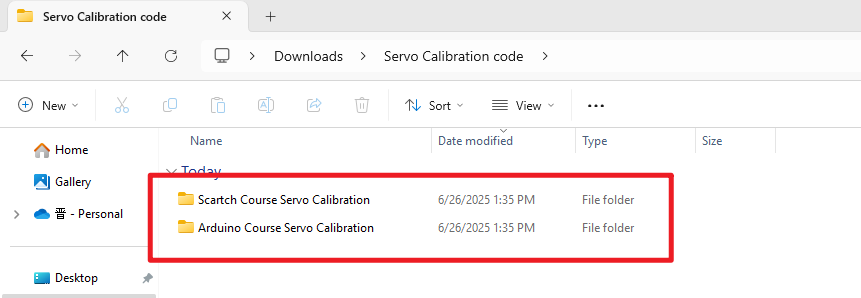 Servo Calibration code
Downloads > Servo Calibration code >
New Sort View
Name Date modified Type Size
Today
Home
Gallery
晋 - Personal
Desktop
Scartch Course Servo Calibration 6/26/2025 1:35 PM File folder
Arduino Course Servo Calibration 6/26/2025 1:35 PM File folder